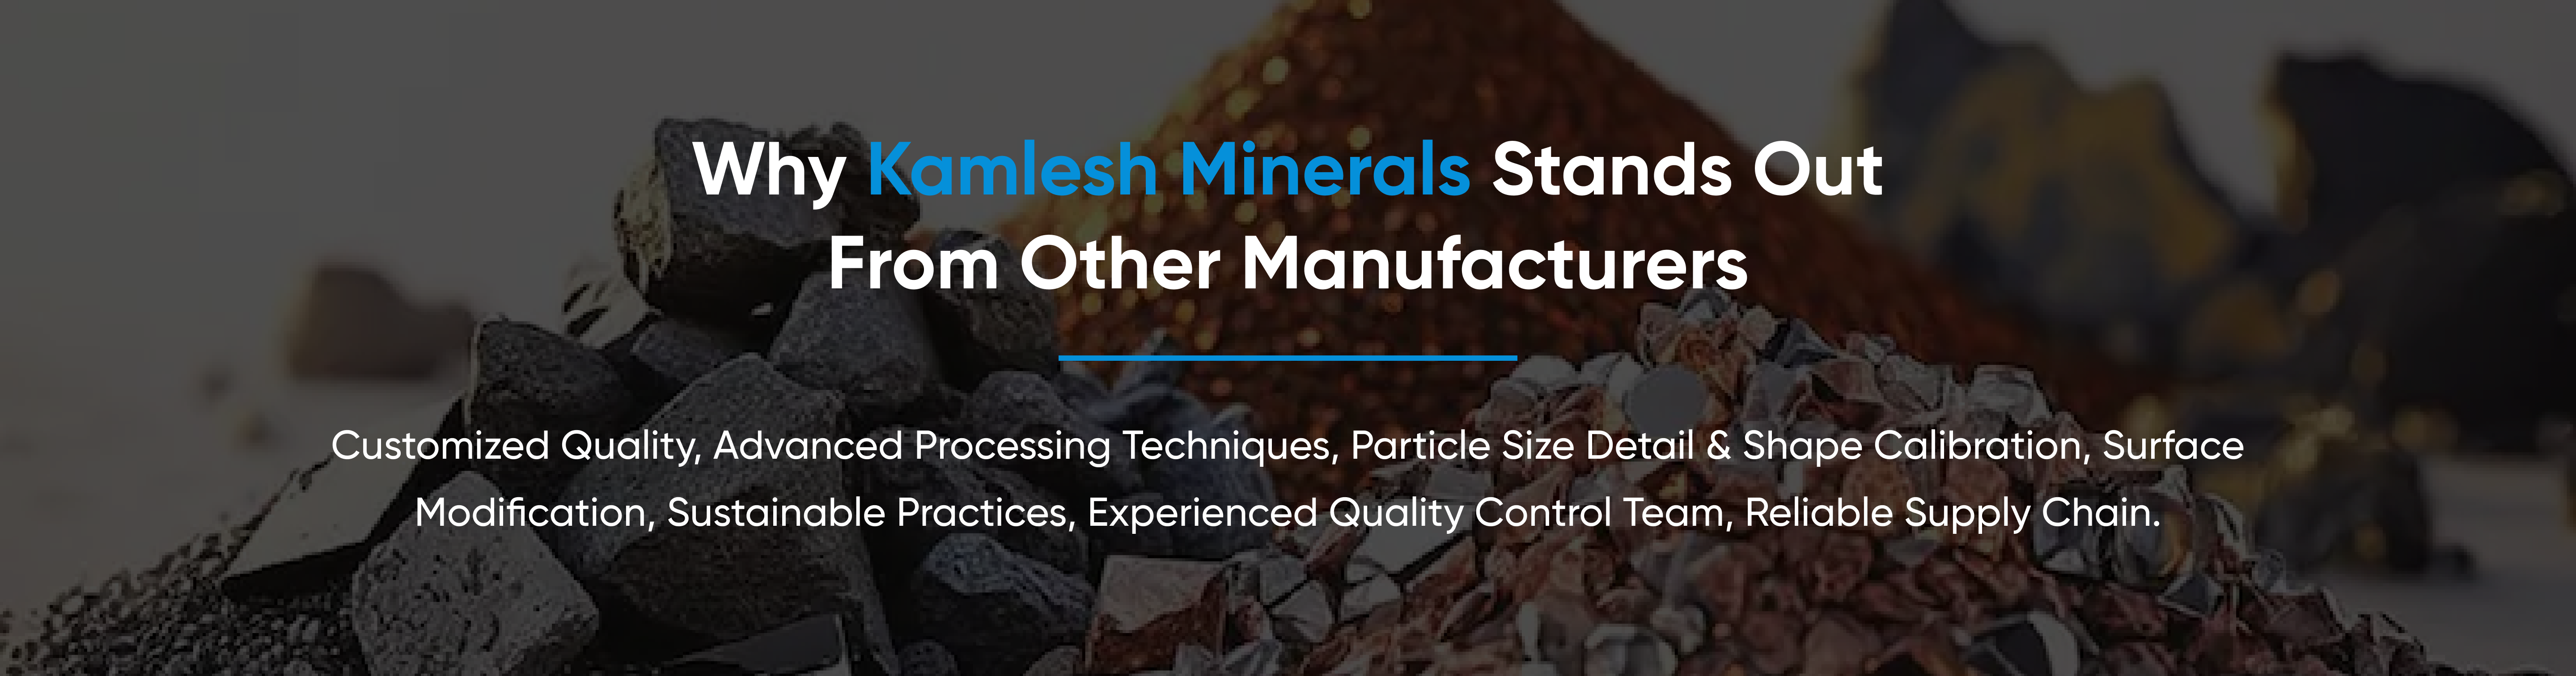 Why Kamlesh Minerals Stands Out
From Other Manufacturers
Customized Quality, Advanced Processing Techniques, Particle Size Detail & Shape Calibration, Surface
Modification, Sustainable Practices, Experienced Quality Control Team, Reliable Supply Chain.